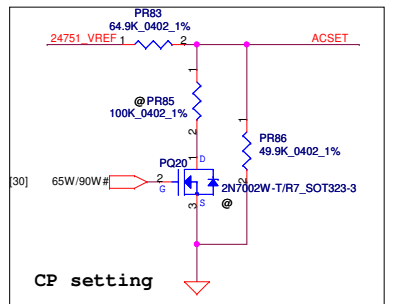 PR83
64.9K_0402_1%
24751_VREF 1 2 ACSET
1
@ PR85
100K_0402_1%
2
1
PR86
49.9K_0402_1%
2
PQ20
1 D
[30] 65W/90W# 2 G
2N7002W-T/R7_SOT323-3
3 S
@
CP setting